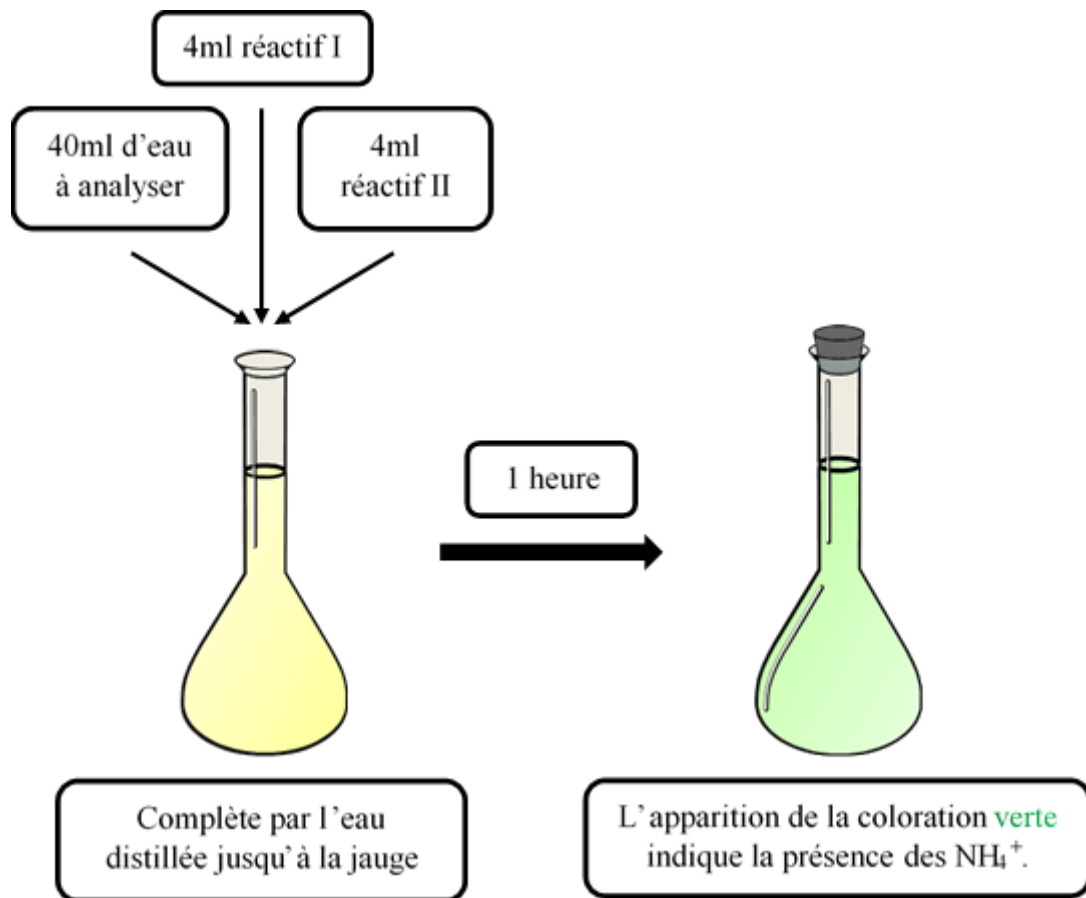 4ml réactif I
40ml d'eau
à analyser
4ml
réactif II
1 heure
Complète par l'eau
distillée jusqu'à la jauge
L'apparition de la coloration verte
indique la présence des NH₄⁺.